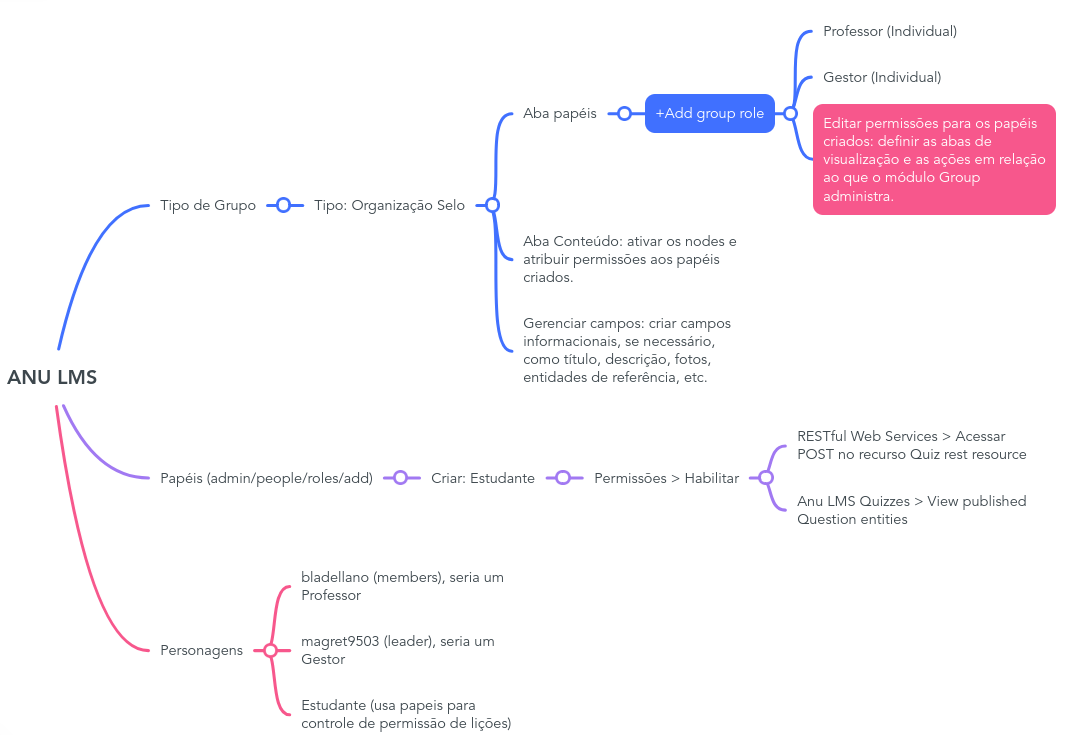 ANU LMS
Tipo de Grupo
Tipo: Organização Selo
Aba papéis
+Add group role
Professor (Individual)
Gestor (Individual)
Editar permissões para os papéis
criados: definir as abas de
visualização e as ações em relação
ao que o módulo Group
administra.
Aba Conteúdo: ativar os nodes e
atribuir permissões aos papéis
criados.
Gerenciar campos: criar campos
informacionais, se necessário,
como título, descrição, fotos,
entidades de referência, etc.
Papéis (admin/people/roles/add)
Criar: Estudante
Permissões > Habilitar
RESTful Web Services > Acessar
POST no recurso Quiz rest resource
Anu LMS Quizzes > View published
Question entities
Personagens
bladellano (members), seria um
Professor
magret9503 (leader), seria um
Gestor
Estudante (usa papeis para
controle de permissão de lições)